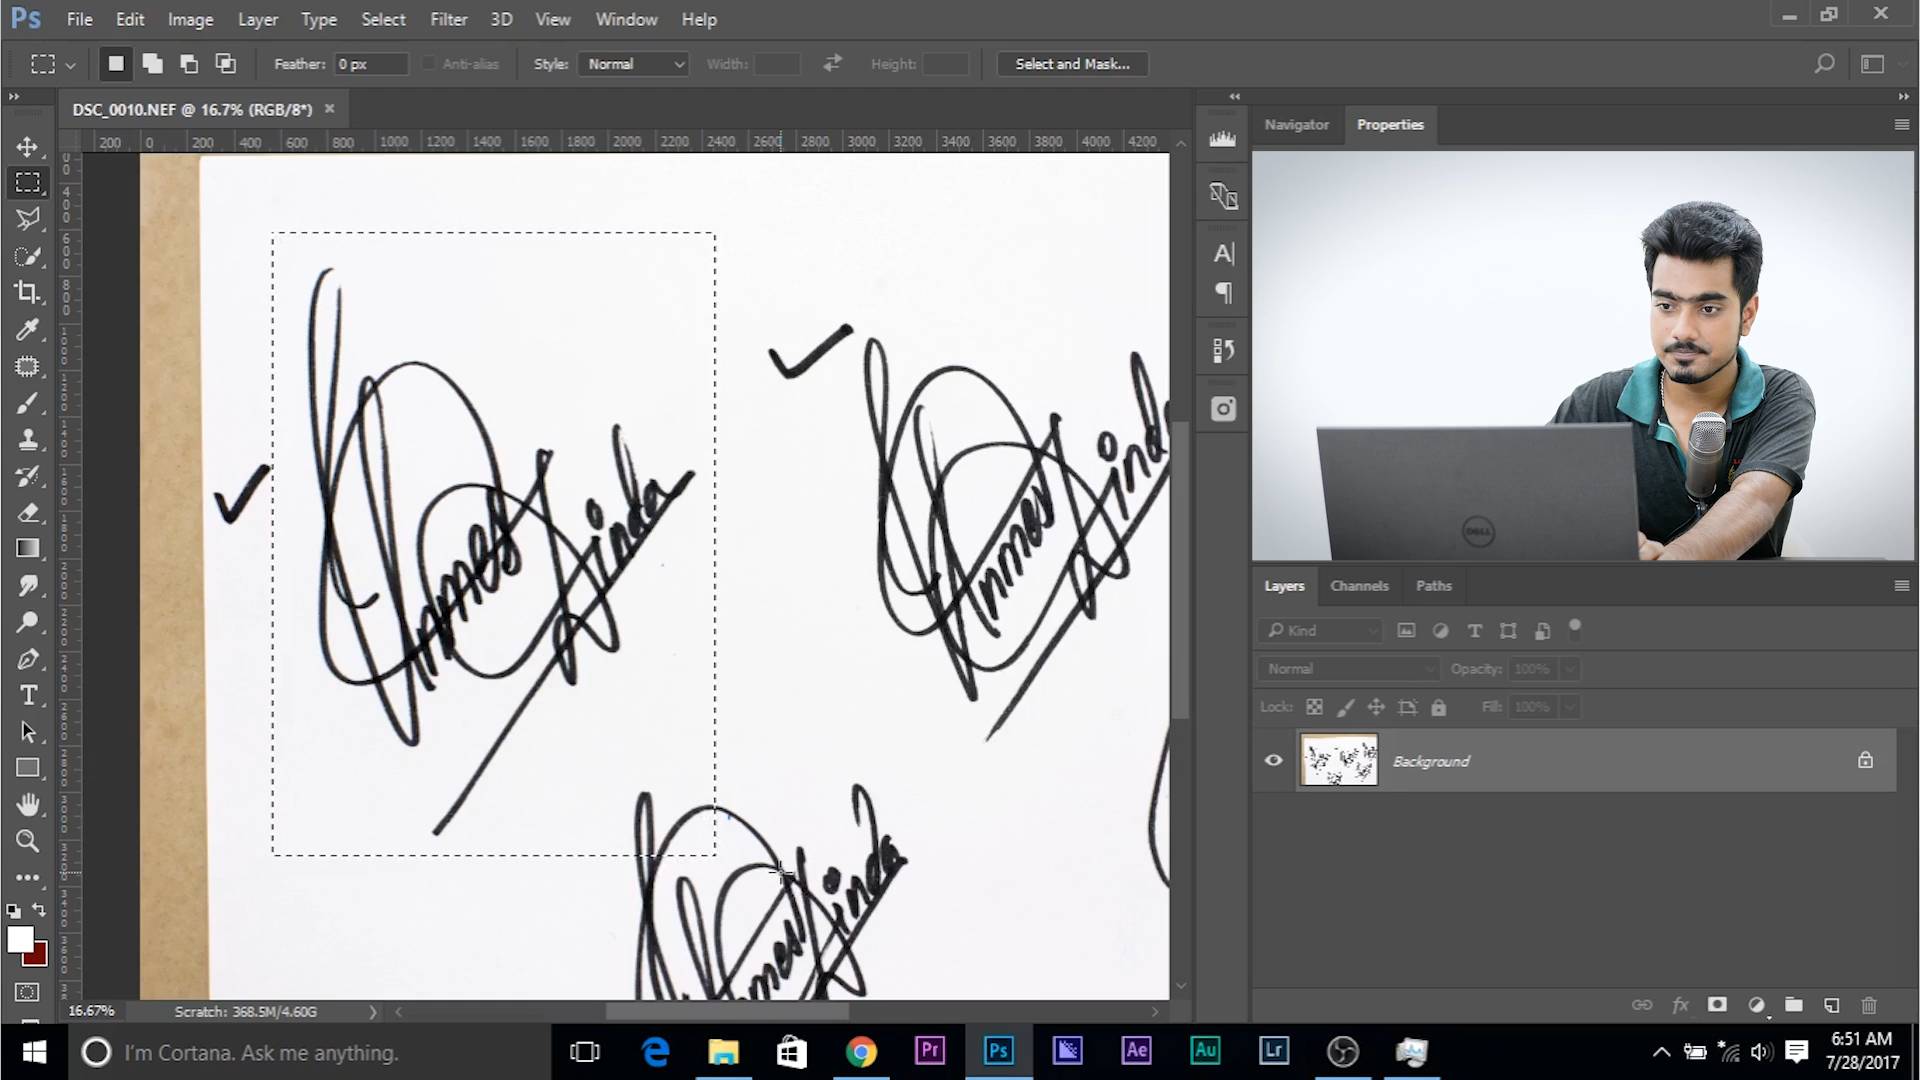 Ps File Edit Image Layer Type Select Filter 3D View Window Help
Feather: 0 px Anti-alias Style: Normal Width: Height: Select and Mask...
DSC_0010.NEF @ 16.7% (RGB/8*) ×
200 0 200 400 600 800 1000 1200 1400 1600 1800 2000 2200 2400 2600 2800 3000 3200 3400 3600 3800 4000 4200
Navigator Properties
DELL
Layers Channels Paths
Kind
Normal Opacity: 100%
Lock: Fill: 100%
Background
fx
16.67% Scratch: 368.5M/4.60G
I'm Cortana. Ask me anything.
Pr Ps Ae Au Lr
6:51 AM
7/28/2017